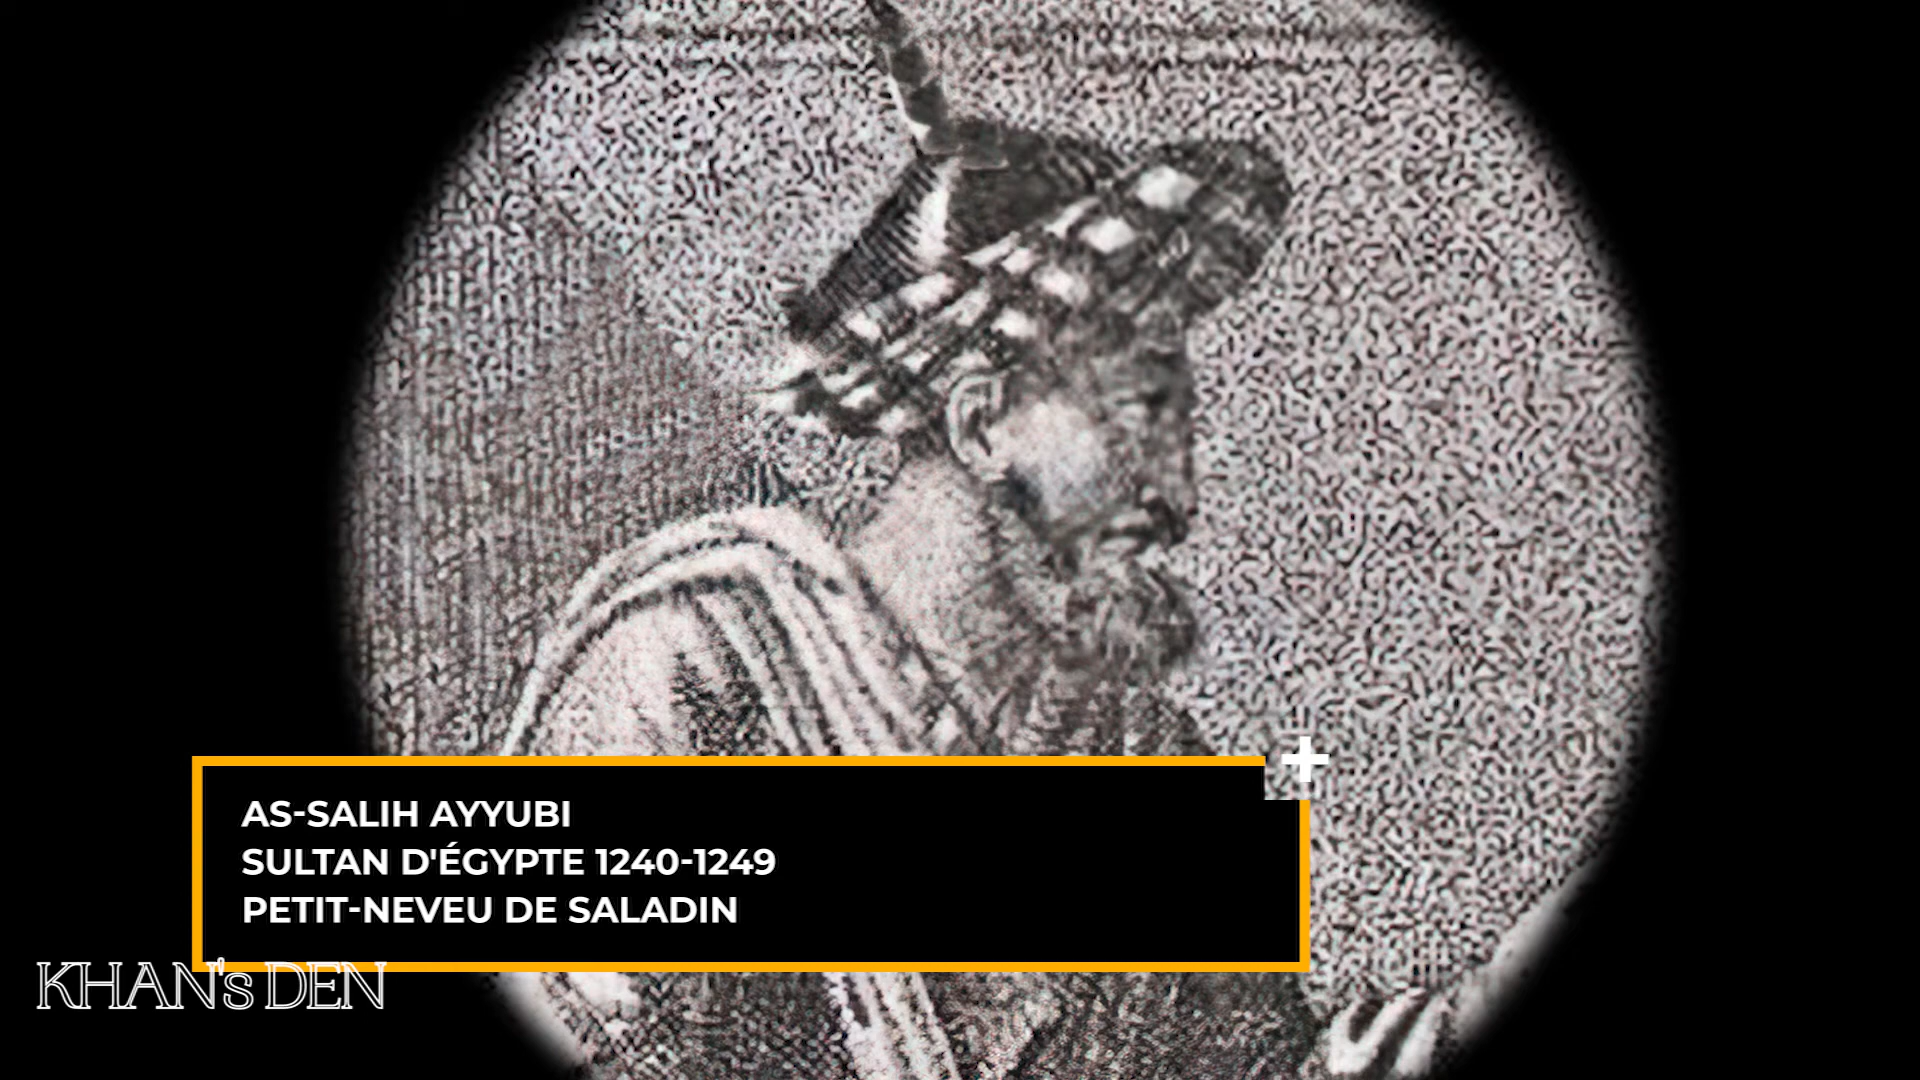 AS-SALIH AYYUBI
SULTAN D'ÉGYPTE 1240-1249
PETIT-NEVEU DE SALADIN
KHAN's DEN